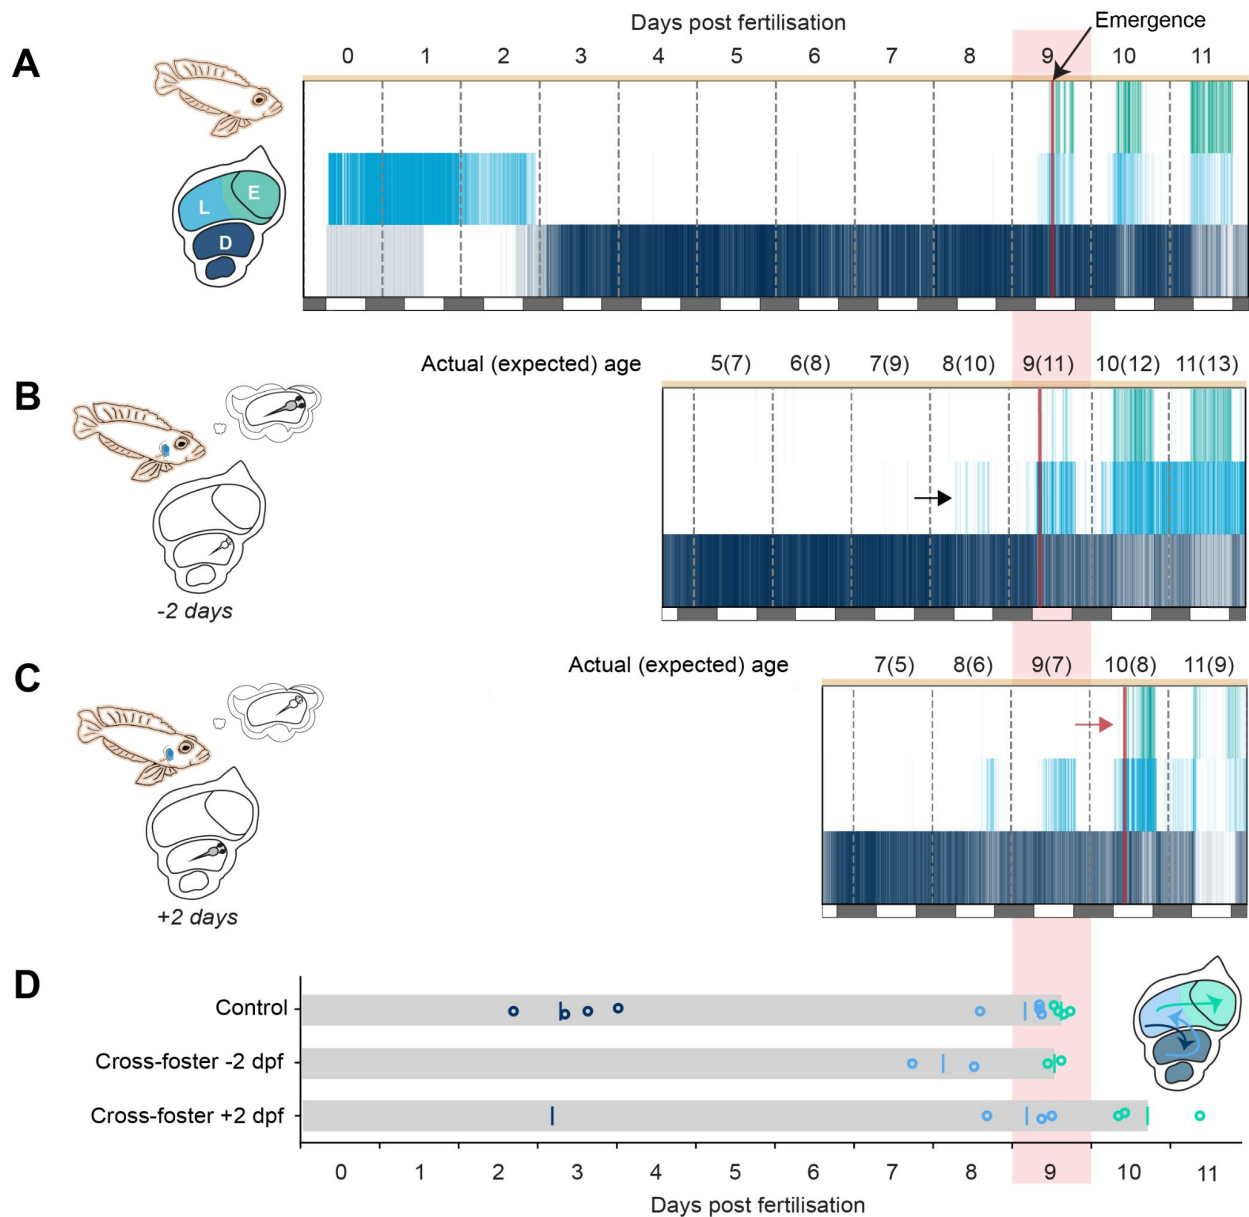 Days post fertilisation
Emergence
A
0 1 2 3 4 5 6 7 8 9 10 11
L
E
D
Actual (expected) age
5(7) 6(8) 7(9) 8(10) 9(11) 10(12) 11(13)
B
-2 days
Actual (expected) age
7(5) 8(6) 9(7) 10(8) 11(9)
C
+2 days
D
Control
Cross-foster -2 dpf
Cross-foster +2 dpf
0 1 2 3 4 5 6 7 8 9 10 11
Days post fertilisation